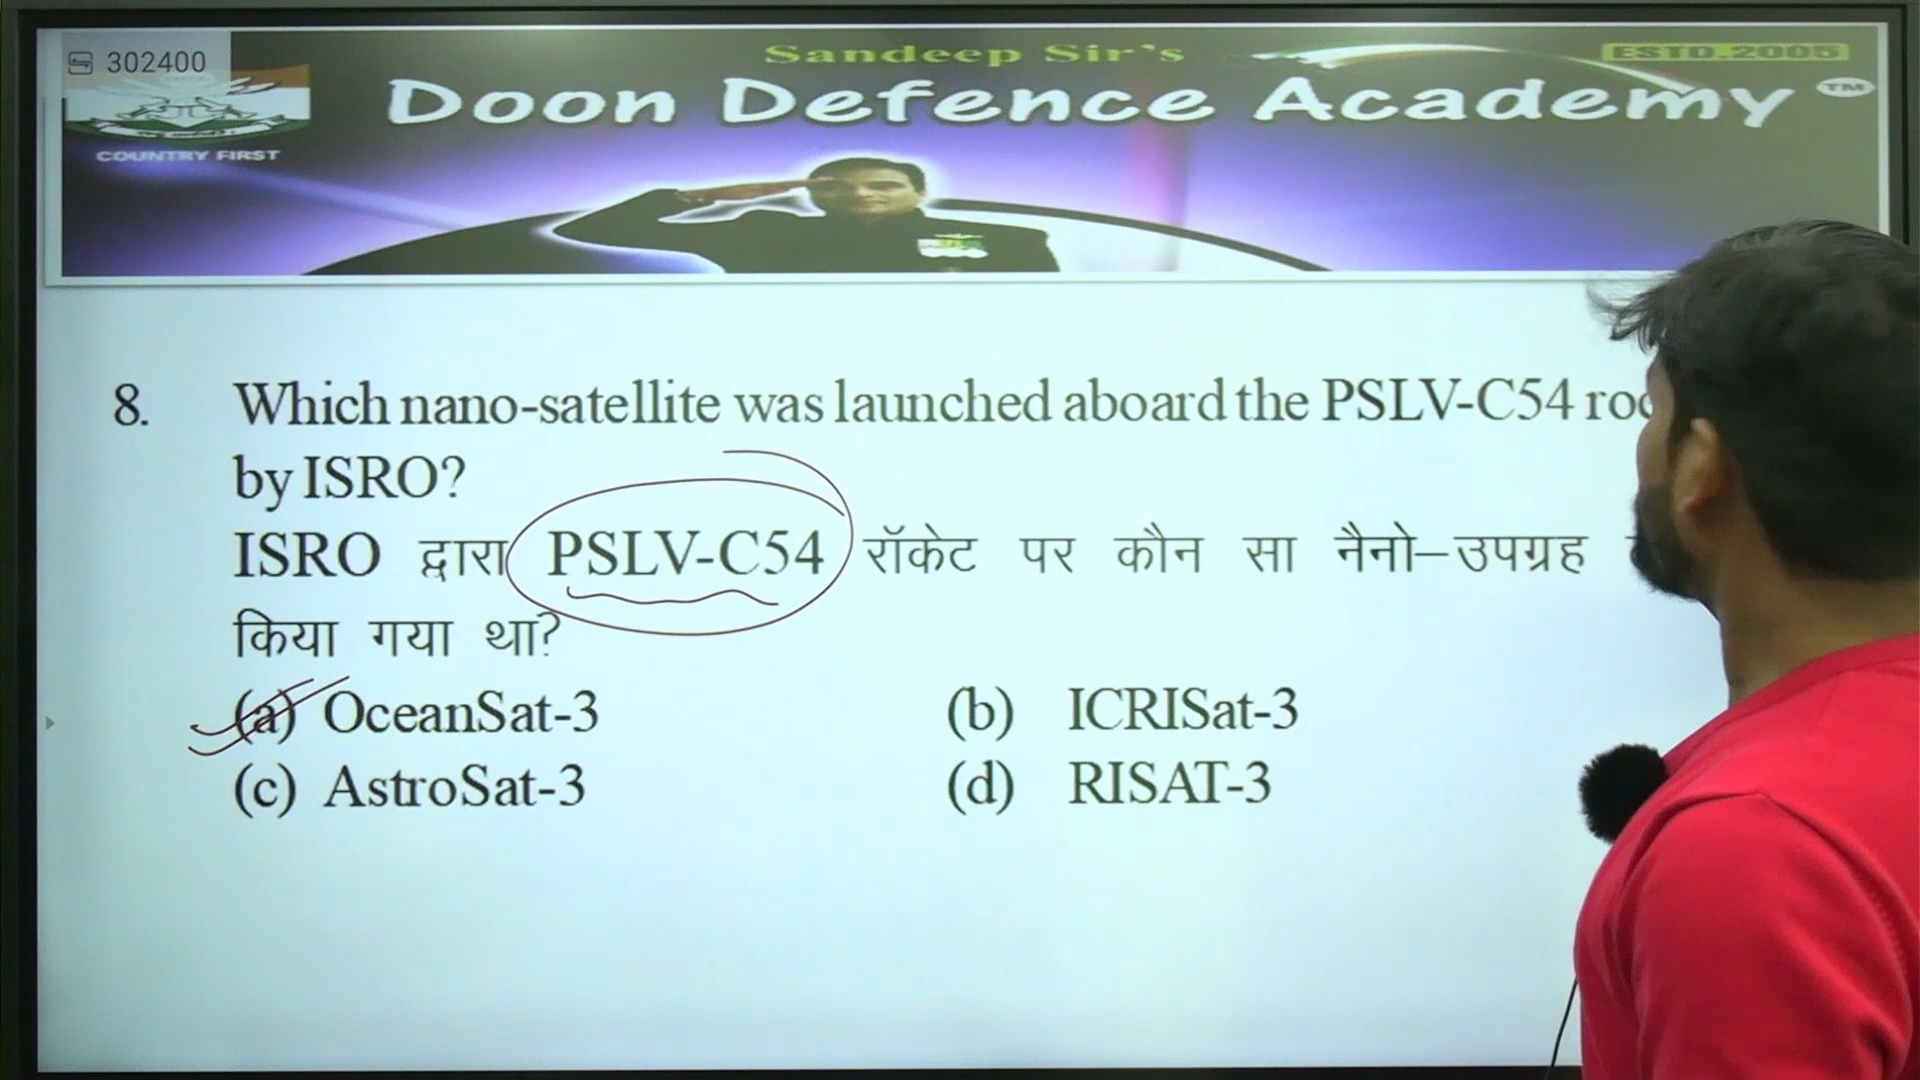 302400
Sandeep Sir's
ESTD.2005
Doon Defence Academy TM
COUNTRY FIRST
8. Which nano-satellite was launched aboard the PSLV-C54
by ISRO?
ISRO द्वारा PSLV-C54 रॉकेट पर कौन सा नैनो–उपग्रह
किया गया था?
(a) OceanSat-3 (b) ICRISat-3
(c) AstroSat-3 (d) RISAT-3